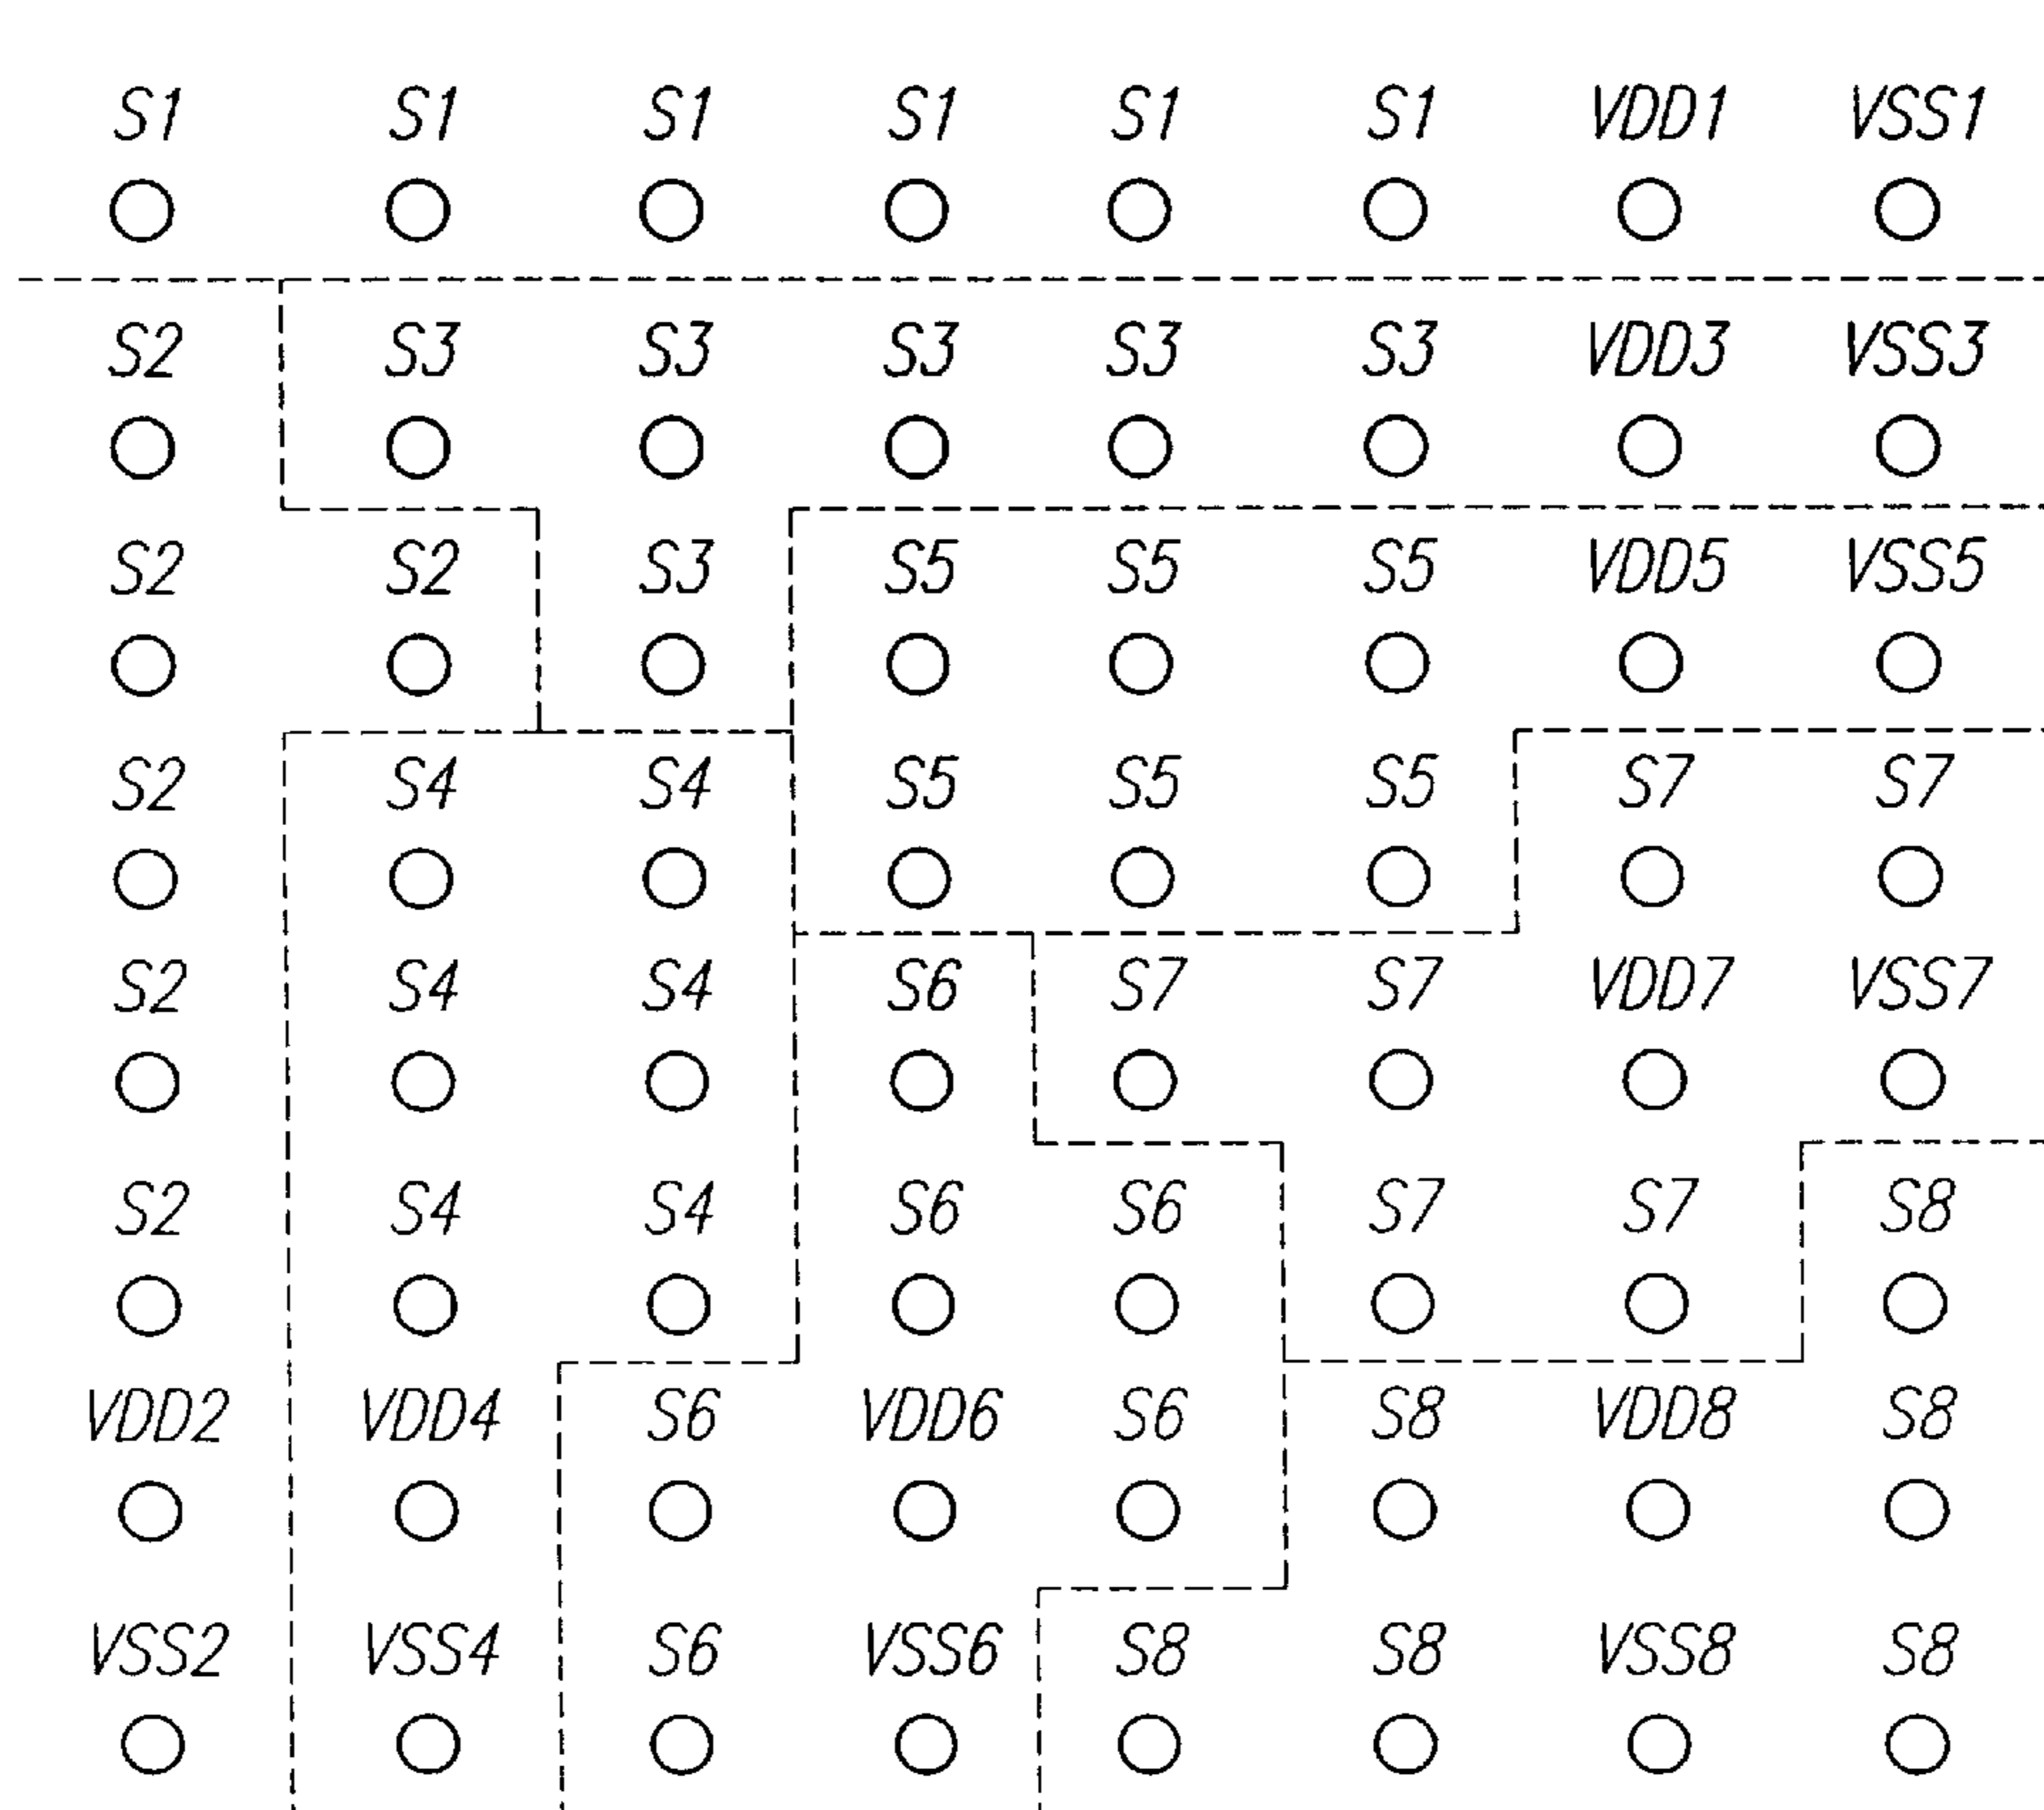 S1 S1 S1 S1 S1 S1 VDD1 VSS1
S2 S3 S3 S3 S3 S3 VDD3 VSS3
S2 S2 S3 S5 S5 S5 VDD5 VSS5
S2 S4 S4 S5 S5 S5 S7 S7
S2 S4 S4 S6 S7 S7 VDD7 VSS7
S2 S4 S4 S6 S6 S7 S7 S8
VDD2 VDD4 S6 VDD6 S6 S8 VDD8 S8
VSS2 VSS4 S6 VSS6 S8 S8 VSS8 S8